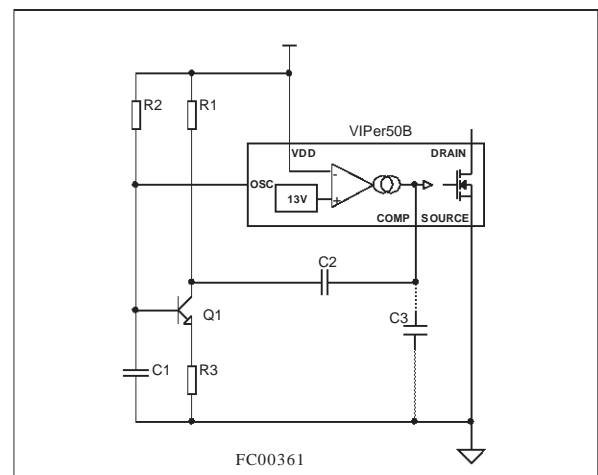 R2
R1
VIPer50B
VDD
DRAIN
OSC
-
13V
+
COMP
SOURCE
C2
Q1
C3
C1
R3
FC00361